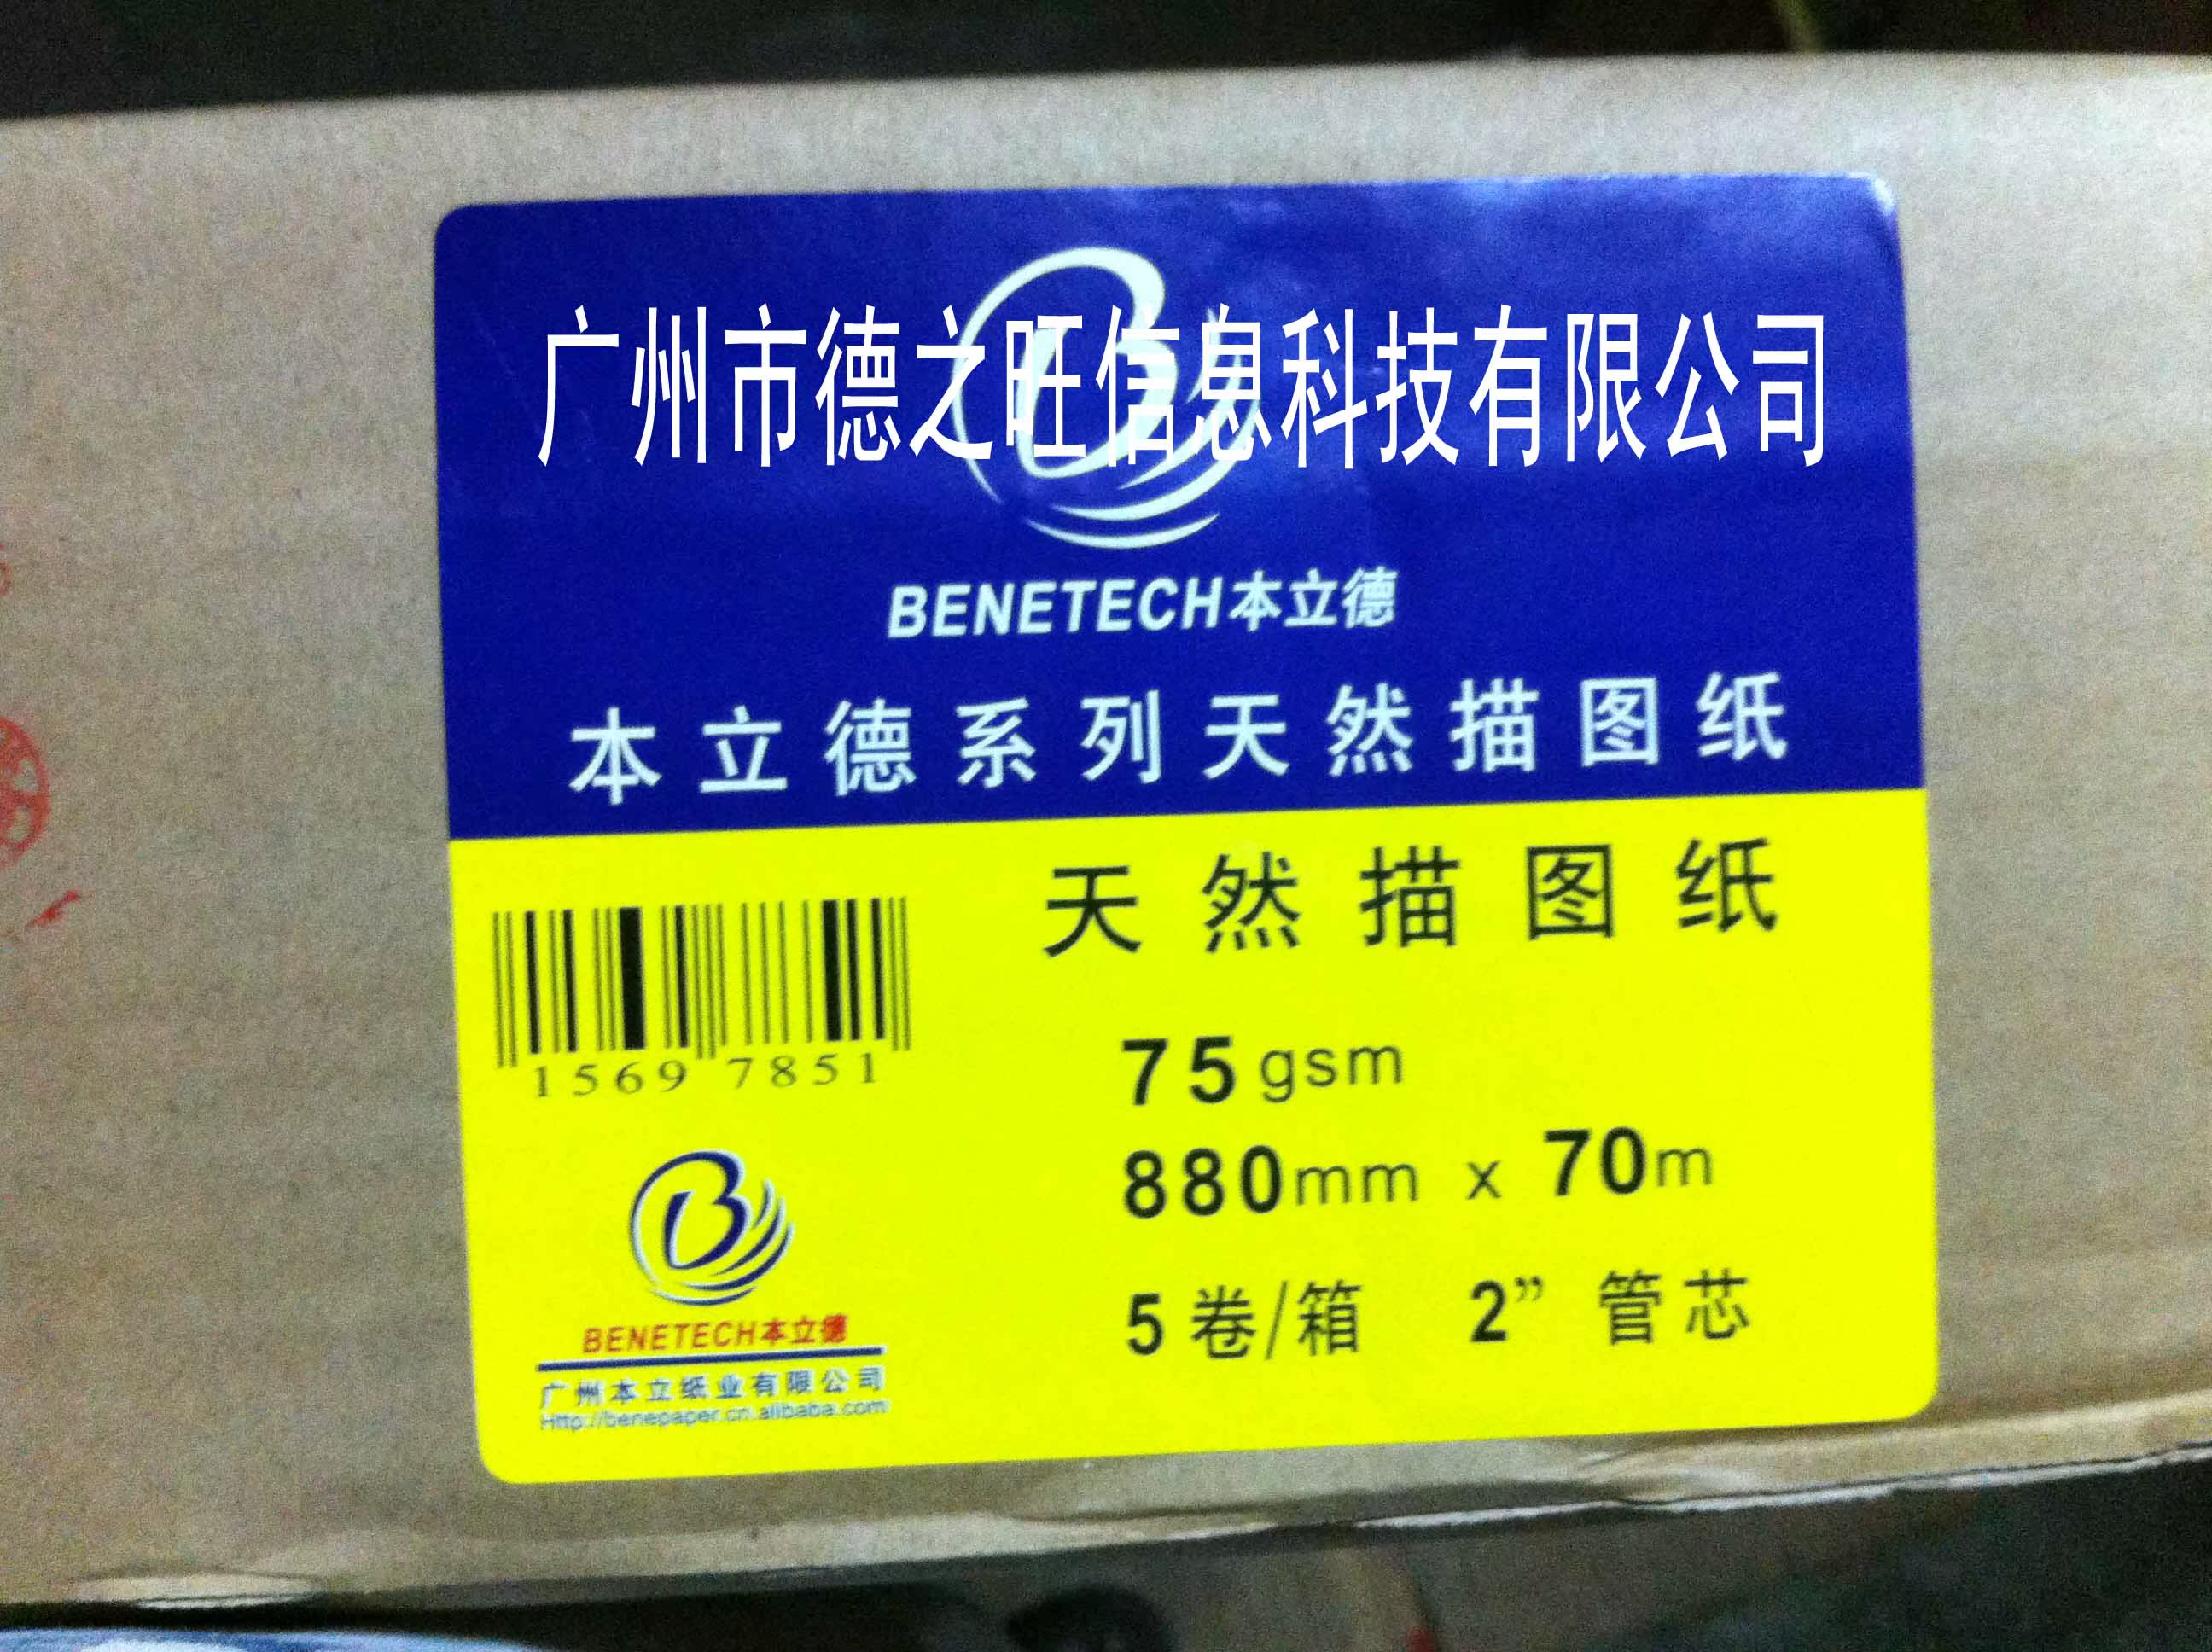 广州市德之旺信息科技有限公司
BENETECH本立德
本立德系列天然描图纸
天然描图纸
75gsm
880mm x 70m
5卷/箱 2”管芯
1569 7851
BENETECH本立德
广州本立纸业有限公司
Http://benepaper.cn.alibaba.com